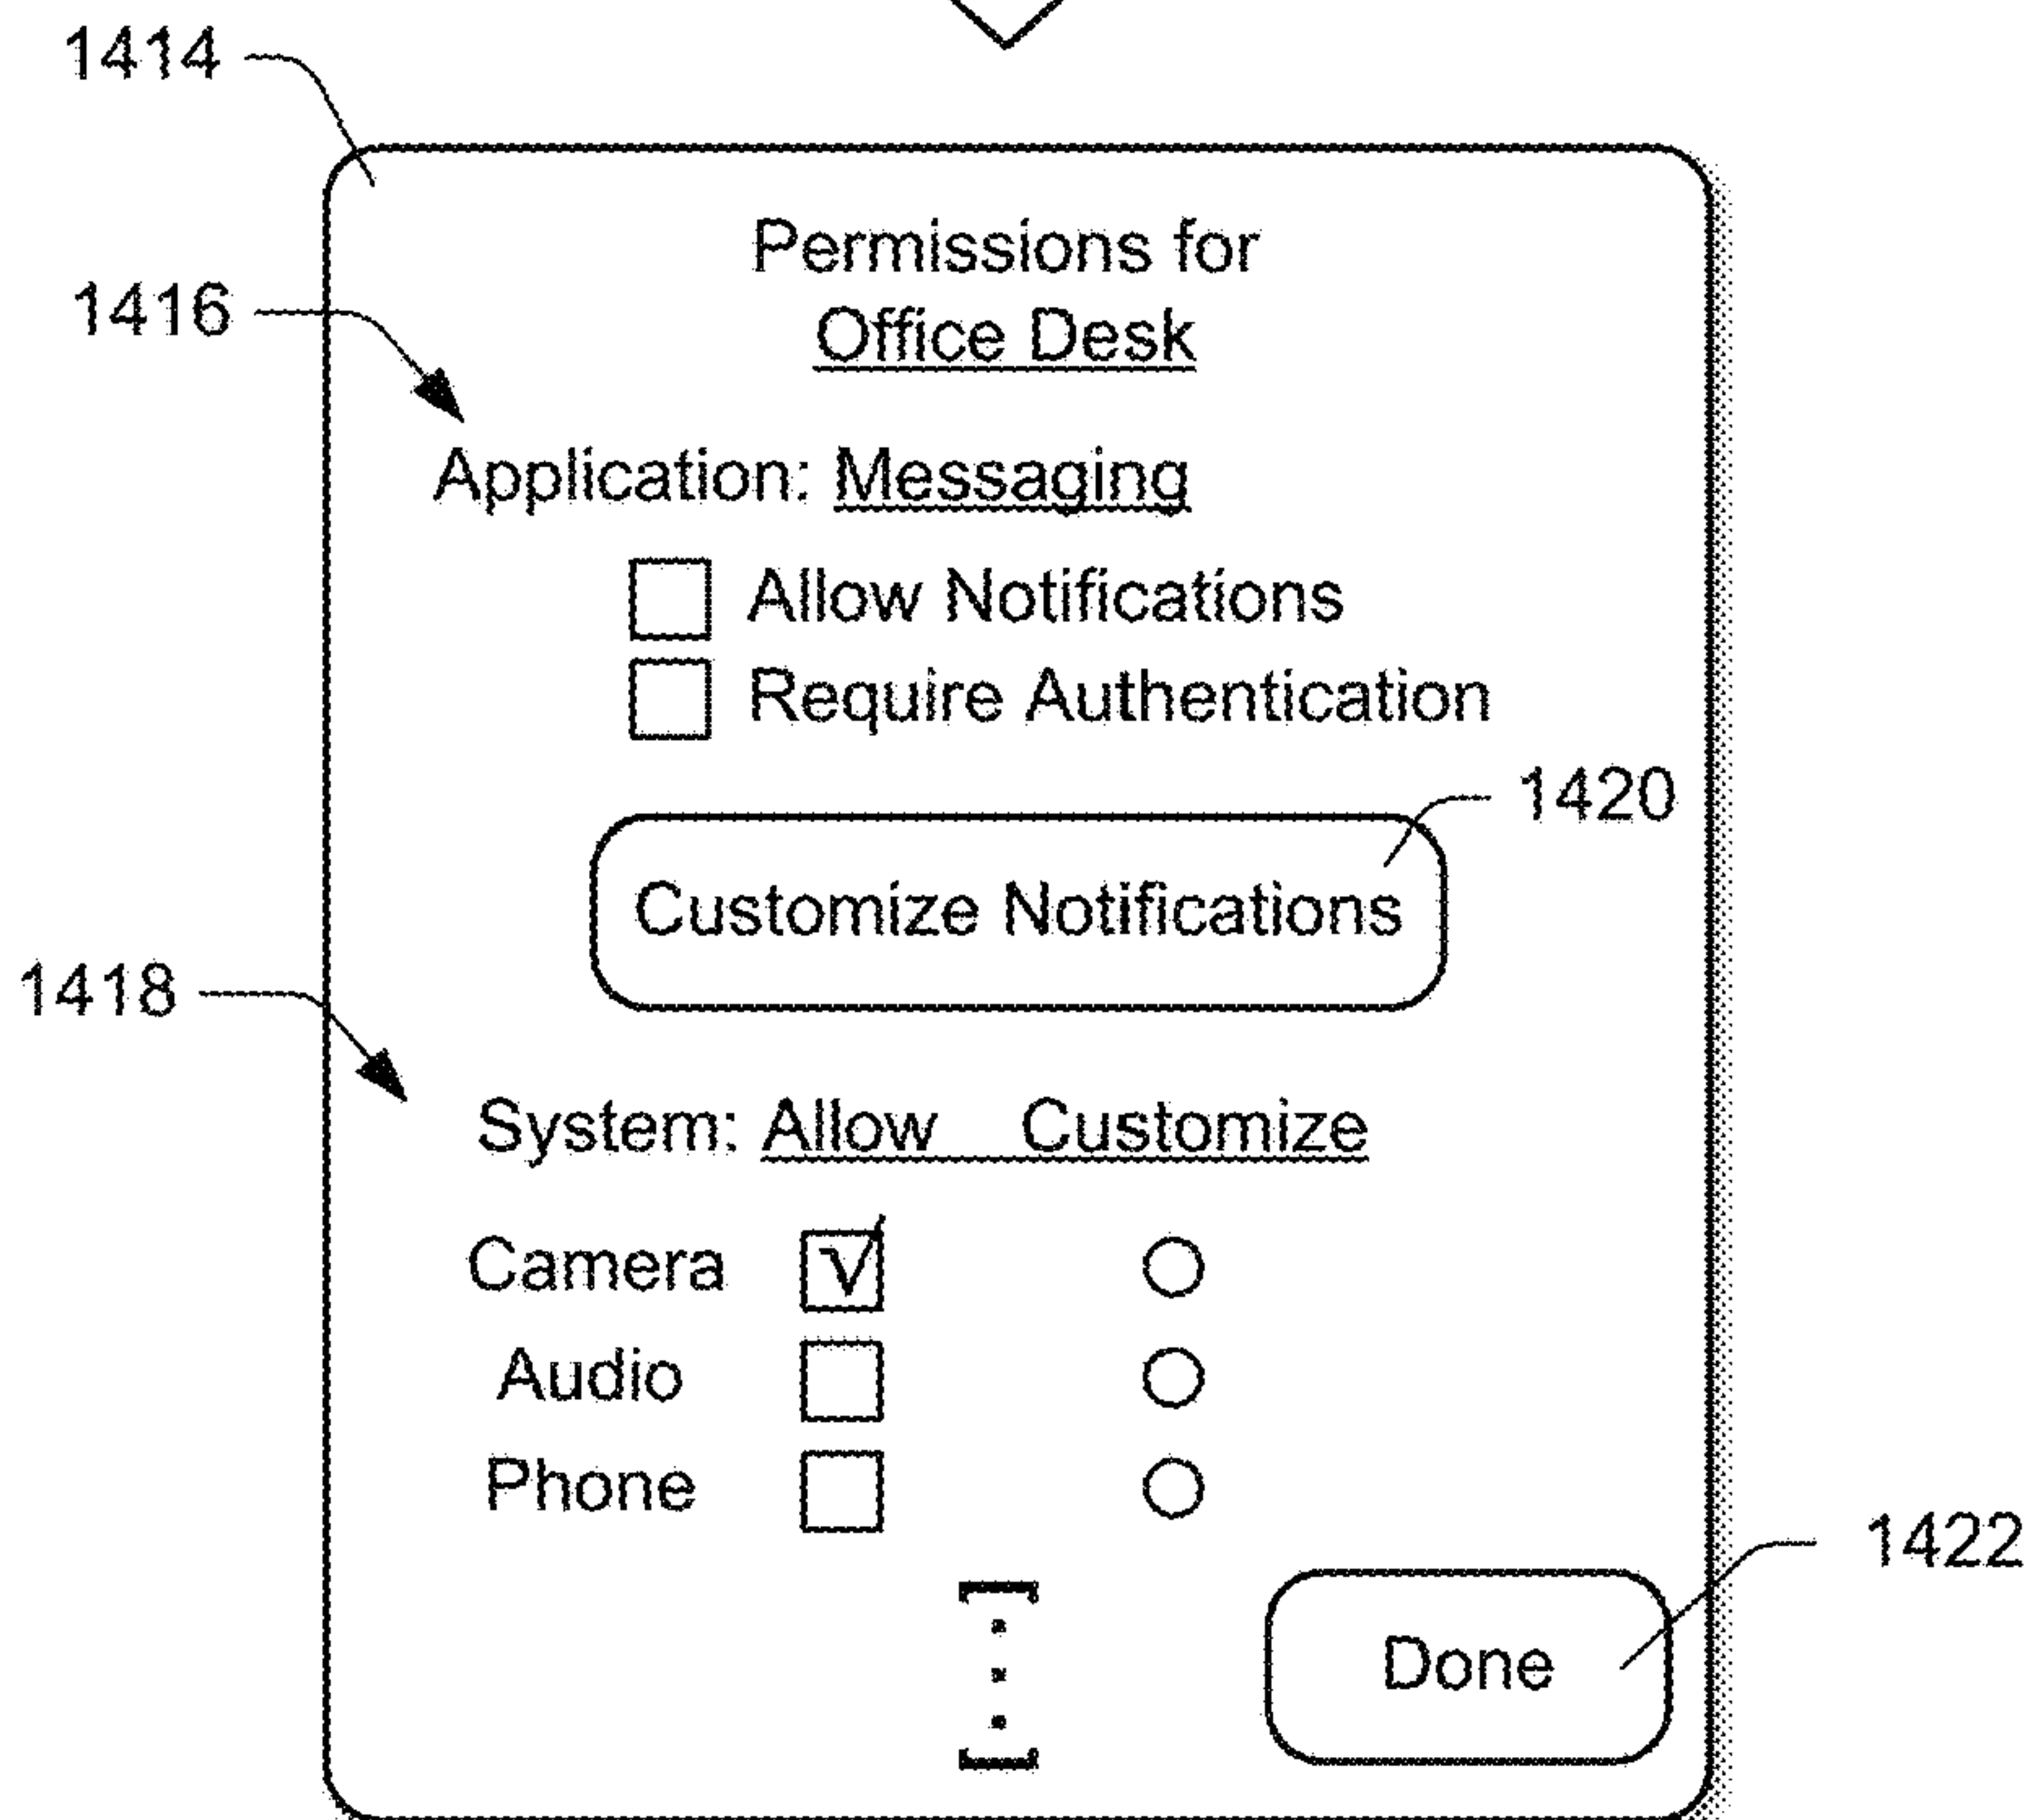 1414
Permissions for
1416
Office Desk
Application: Messaging
Allow Notifications
Require Authentication
1420
Customize Notifications
1418
System: Allow Customize
Camera
Audio
Phone
1422
Done